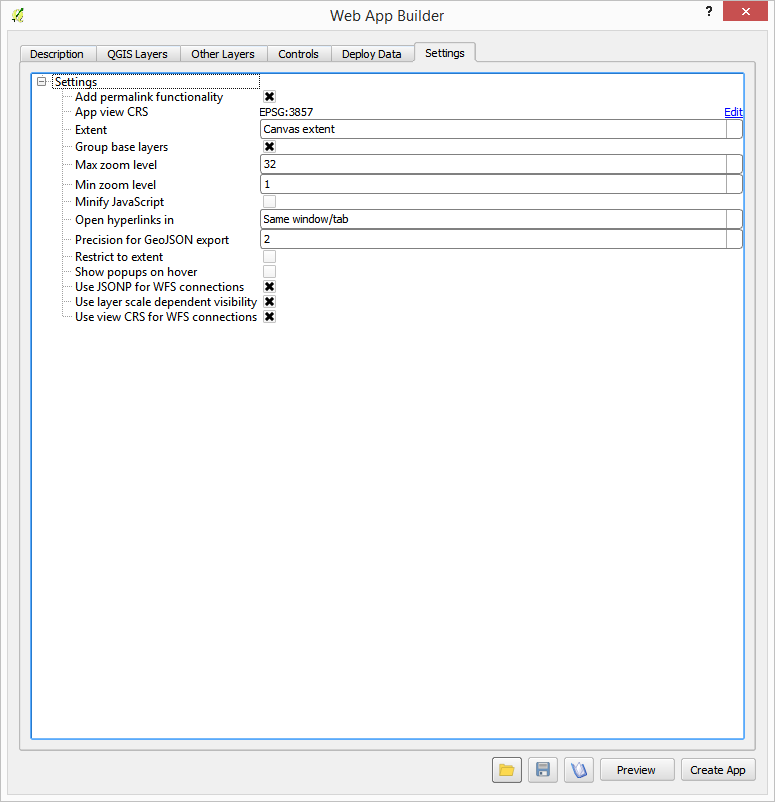 Web App Builder
?
Description QGIS Layers Other Layers Controls Deploy Data Settings
Settings
Add permalink functionality
App view CRS EPSG:3857 Edit
Extent Canvas extent
Group base layers
Max zoom level 32
Min zoom level 1
Minify JavaScript
Open hyperlinks in Same window/tab
Precision for GeoJSON export 2
Restrict to extent
Show popups on hover
Use JSONP for WFS connections
Use layer scale dependent visibility
Use view CRS for WFS connections
Preview Create App